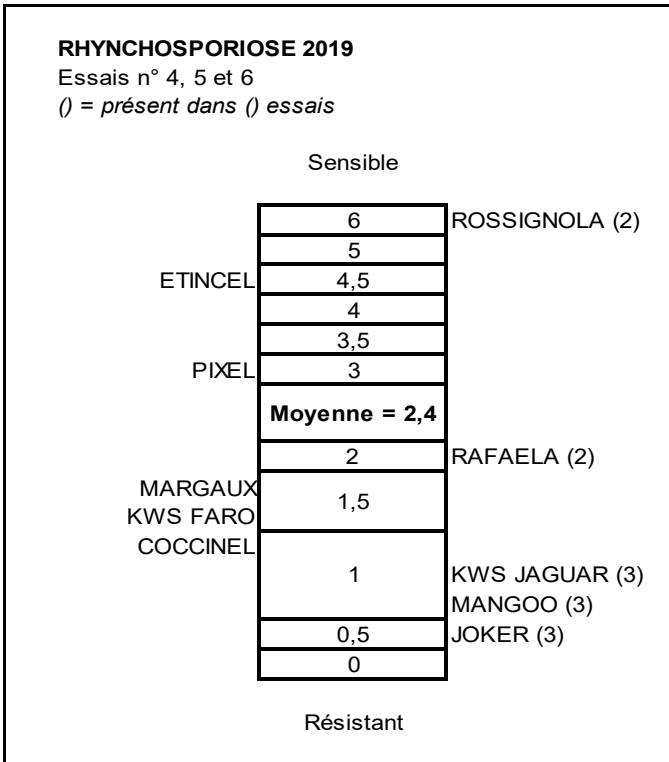 RHYNCHOSPORIOSE 2019
Essais n° 4, 5 et 6
() = présent dans () essais
Sensible
6 ROSSIGNOLA (2)
5
ETINCEL 4,5
4
3,5
PIXEL 3
Moyenne = 2,4
2 RAFAELA (2)
MARGAUX
1,5
KWS FARO
COCCINEL
1 KWS JAGUAR (3)
MANGOO (3)
0,5 JOKER (3)
0
Résistant